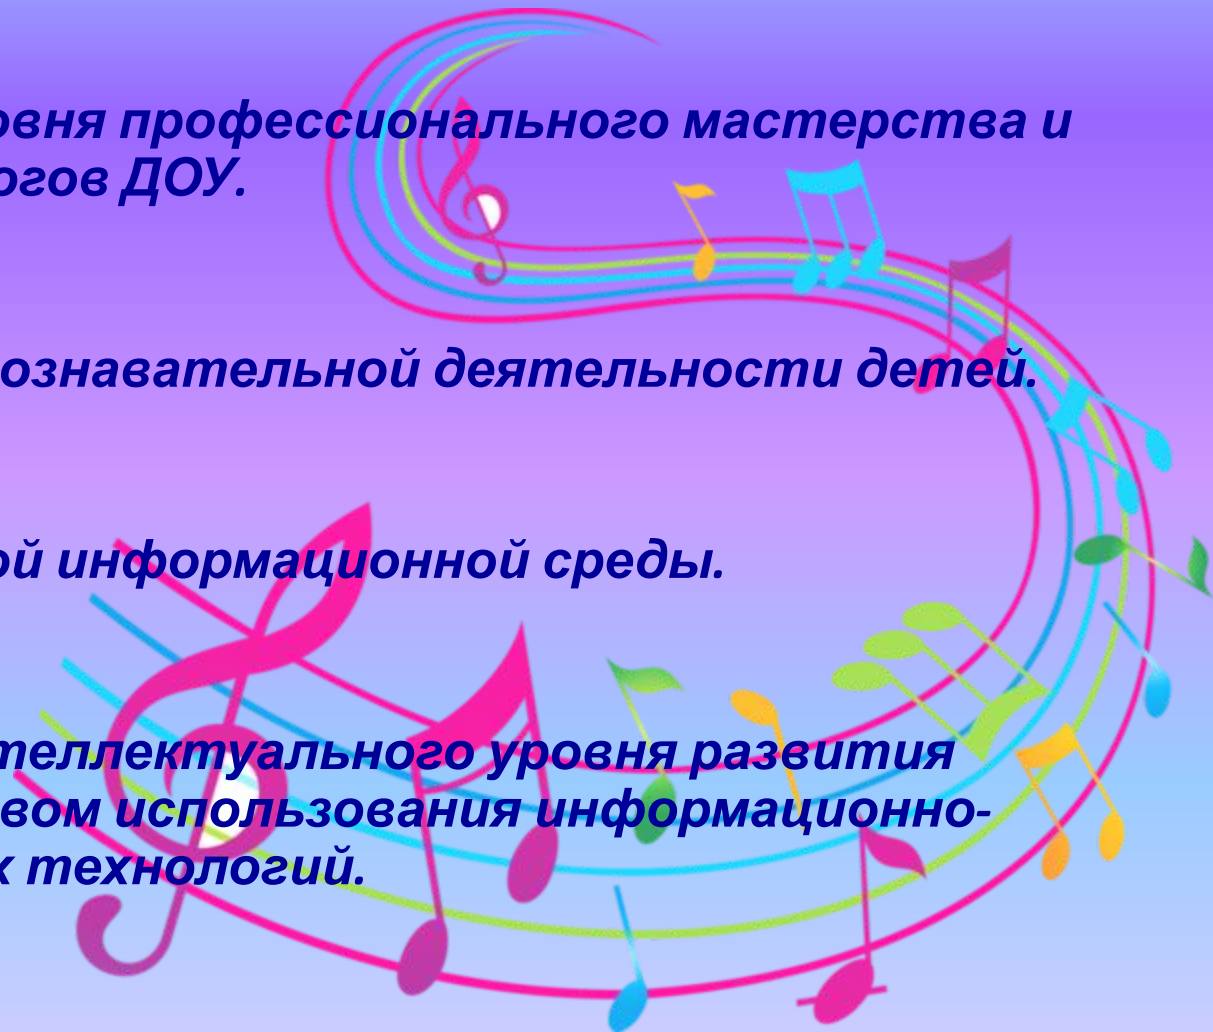 овня профессионального мастерства и
огов ДОУ.
ознавательной деятельности детей.
ой информационной среды.
теллектуального уровня развития
вом использования информационно-
х технологий.